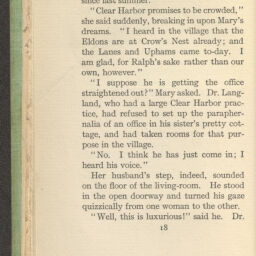 since last summer.
"Clear Harbor promises to be crowded,"
she said suddenly, breaking in upon Mary's
dreams. "I heard in the village that the
Eldons are at Crow's Nest already; and
the Lanes and Uphams came to-day. I
am glad, for Ralph's sake rather than our
own, however."
"I suppose he is getting the office
straightened out?" Mary asked. Dr. Lang-
land, who had a large Clear Harbor prac-
tice, had refused to set up the parapher-
nalia of an office in his sister's pretty cot-
tage, and had taken rooms for that pur-
pose in the village.
"No. I think he has just come in; I
heard his voice."
Her husband's step, indeed, sounded
on the floor of the living-room. He stood
in the open doorway and turned his gaze
quizzically from one woman to the other.
"Well, this is luxurious!" said he. Dr.
18